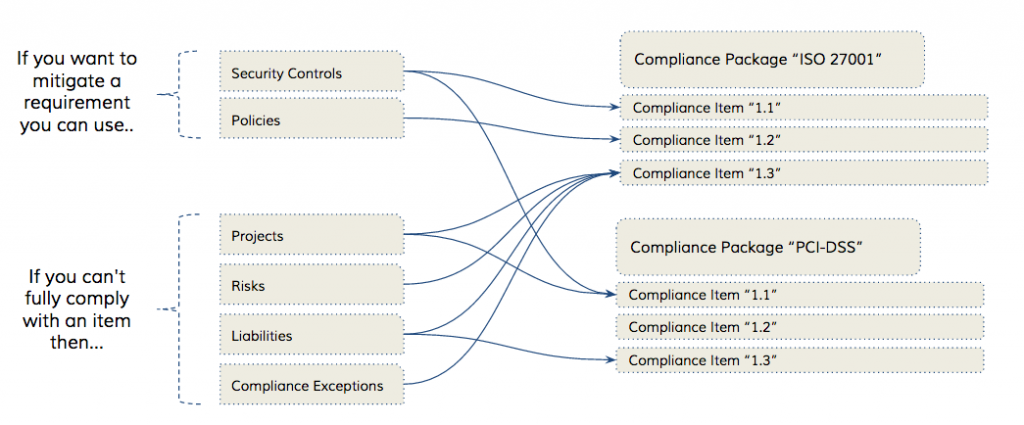 If you want to
mitigate a
requirement
you can use..
Security Controls
Policies
If you can't
fully comply
with an item
then...
Projects
Risks
Liabilities
Compliance Exceptions
Compliance Package “ISO 27001”
Compliance Item “1.1”
Compliance Item “1.2”
Compliance Item “1.3”
Compliance Package “PCI-DSS”
Compliance Item “1.1”
Compliance Item “1.2”
Compliance Item “1.3”